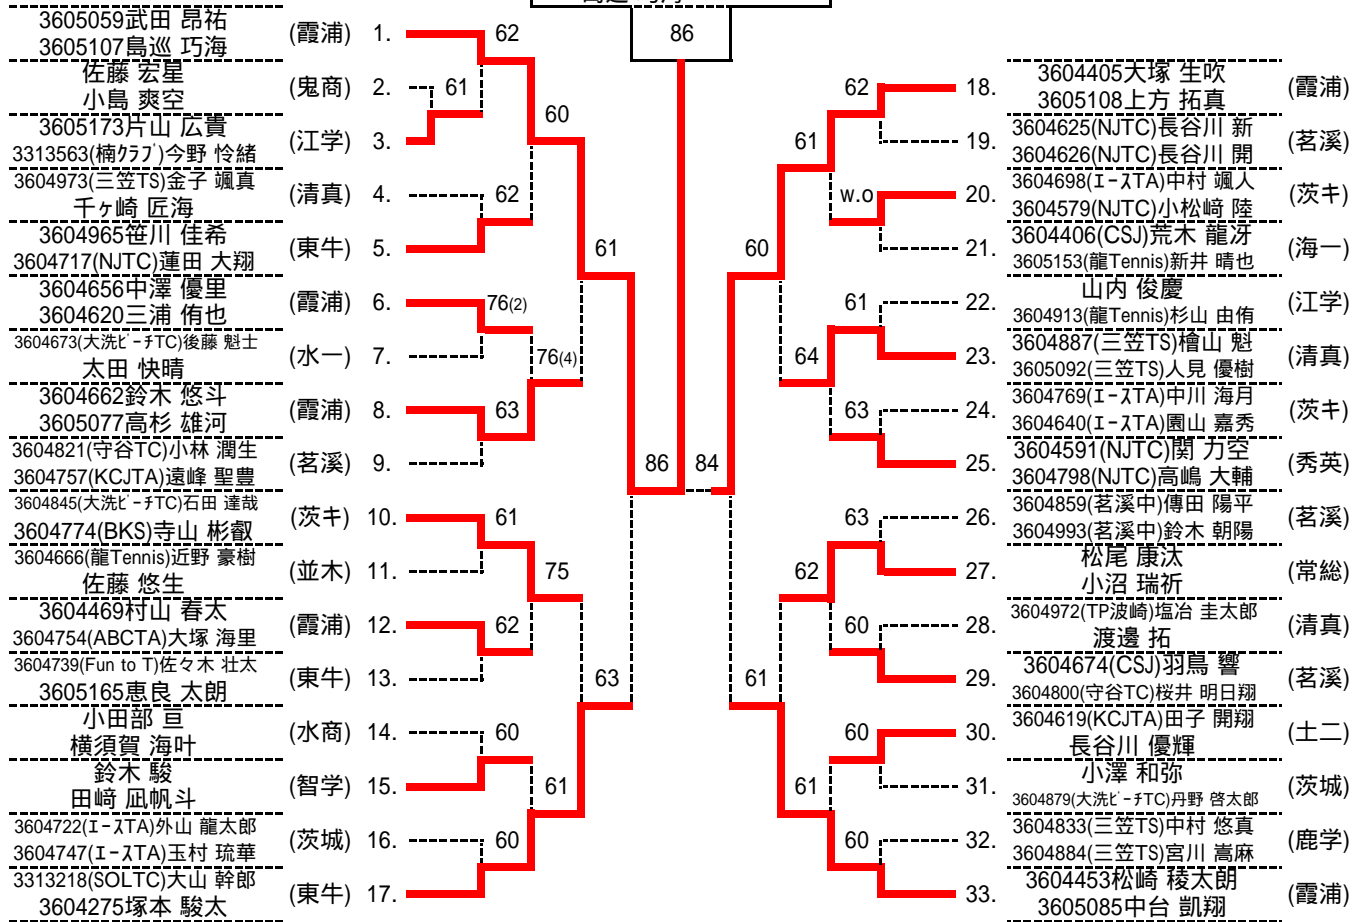 86
3605059武田 昂祐
3605107島巡 巧海
(霞浦) 1.
佐藤 宏星
小島 爽空
(鬼商) 2.
3605173片山 広貴
3313563(楠クラブ)今野 怜緒
(江学) 3.
3604973(三笠TS)金子 颯真
千ヶ崎 匠海
(清真) 4.
3604965笹川 佳希
3604717(NJTC)蓮田 大翔
(東牛) 5.
3604656中澤 優里
3604620三浦 侑也
(霞浦) 6.
3604673(大洗ビーチTC)後藤 魁士
太田 快晴
(水一) 7.
3604662鈴木 悠斗
3605077高杉 雄河
(霞浦) 8.
3604821(守谷TC)小林 潤生
3604757(KCJTA)遠峰 聖豊
(茗溪) 9.
3604845(大洗ビーチTC)石田 達哉
3604774(BKS)寺山 彬叡
(茨キ) 10.
3604666(龍Tennis)近野 豪樹
佐藤 悠生
(並木) 11.
3604469村山 春太
3604754(ABCTA)大塚 海里
(霞浦) 12.
3604739(Fun to T)佐々木 壮太
3605165恵良 太朗
(東牛) 13.
小田部 亘
横須賀 海叶
(水商) 14.
鈴木 駿
田﨑 凪帆斗
(智学) 15.
3604722(エースTA)外山 龍太郎
3604747(エースTA)玉村 琉華
(茨城) 16.
3313218(SOLTC)大山 幹郎
3604275塚本 駿太
(東牛) 17.
62
61
60
62
61
76(2)
76(4)
63
86
84
61
75
62
63
60
61
60
62
61
w.o
60
61
64
63
63
62
60
61
60
61
60
18.
3604405大塚 生吹
3605108上方 拓真
(霞浦)
19.
3604625(NJTC)長谷川 新
3604626(NJTC)長谷川 開
(茗溪)
20.
3604698(エースTA)中村 颯人
3604579(NJTC)小松﨑 陸
(茨キ)
21.
3604406(CSJ)荒木 龍冴
3605153(龍Tennis)新井 晴也
(海一)
22.
山内 俊慶
3604913(龍Tennis)杉山 由侑
(江学)
23.
3604887(三笠TS)檜山 魁
3605092(三笠TS)人見 優樹
(清真)
24.
3604769(エースTA)中川 海月
3604640(エースTA)園山 嘉秀
(茨キ)
25.
3604591(NJTC)関 力空
3604798(NJTC)高嶋 大輔
(秀英)
26.
3604859(茗溪中)傳田 陽平
3604993(茗溪中)鈴木 朝陽
(茗溪)
27.
松尾 康汰
小沼 瑞祈
(常総)
28.
3604972(TP波崎)塩冶 圭太郎
渡邊 拓
(清真)
29.
3604674(CSJ)羽鳥 響
3604800(守谷TC)桜井 明日翔
(茗溪)
30.
3604619(KCJTA)田子 開翔
長谷川 優輝
(土二)
31.
小澤 和弥
3604879(大洗ビーチTC)丹野 啓太郎
(茨城)
32.
3604833(三笠TS)中村 悠真
3604884(三笠TS)宮川 嵩麻
(鹿学)
33.
3604453松崎 稜太朗
3605085中台 凱翔
(霞浦)